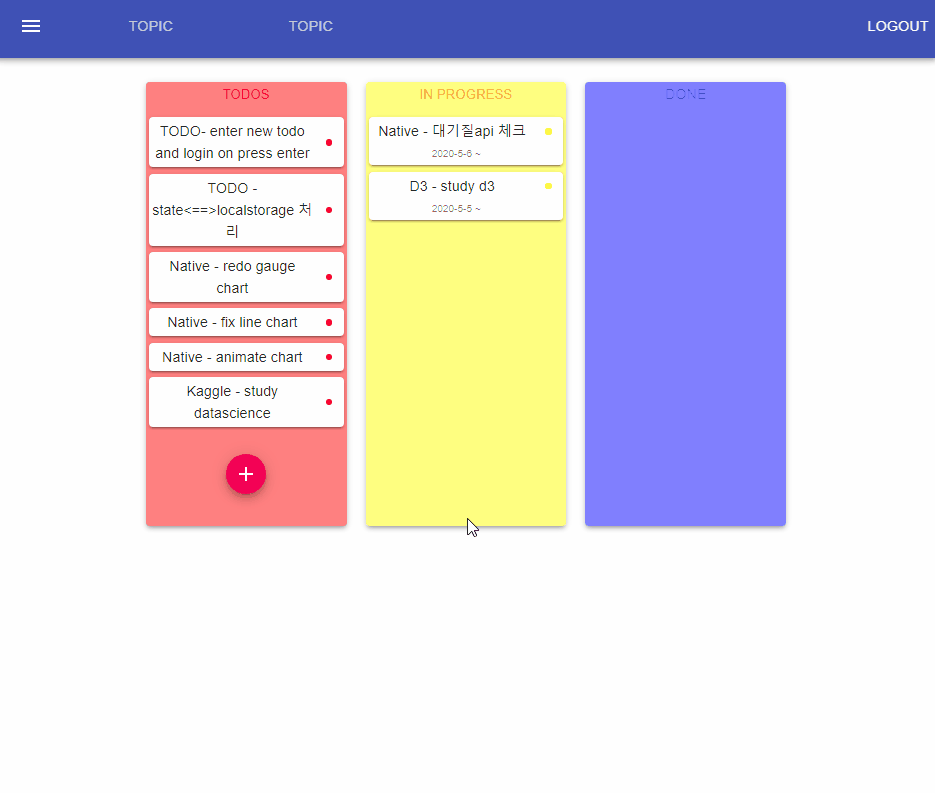 TOPIC
TOPIC
LOGOUT
TODOS
TODO- enter new todo
and login on press enter
TODO -
state<==>localstorage 처
리
Native - redo gauge
chart
Native - fix line chart
Native - animate chart
Kaggle - study
datascience
IN PROGRESS
Native - 대기질api 체크
2020-5-6 ~
D3 - study d3
2020-5-5 ~
DONE